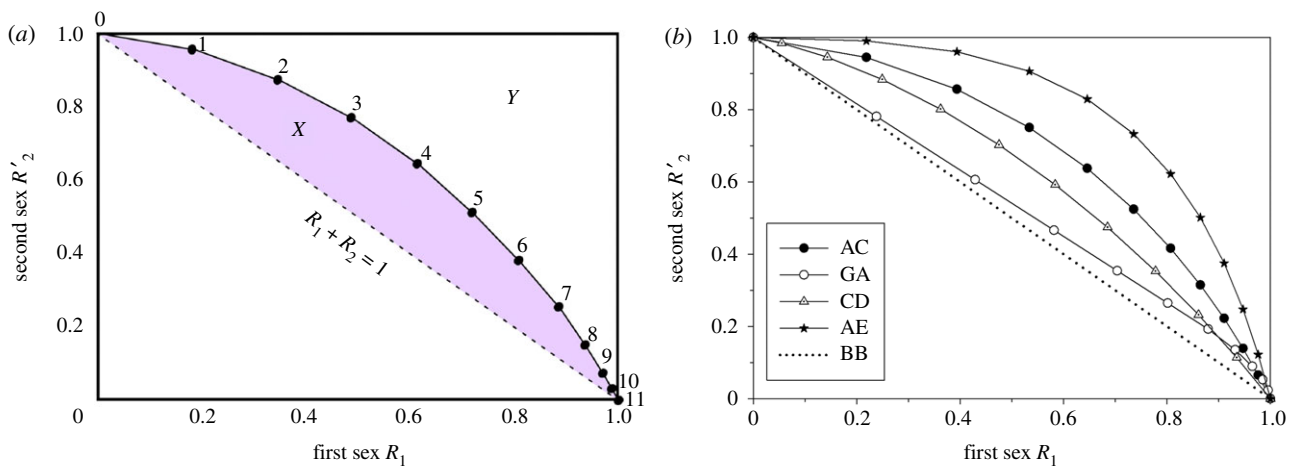 (a)
0
1.0
0.8
0.6
0.4
0.2
0
second sex R′2
1
2
3
4
5
6
7
8
9
10
11
X
Y
R1 + R2 = 1
0.2
0.4
0.6
0.8
1.0
first sex R1
(b)
1.0
0.8
0.6
0.4
0.2
0
second sex R′2
AC
GA
CD
AE
BB
0
0.2
0.4
0.6
0.8
1.0
first sex R1